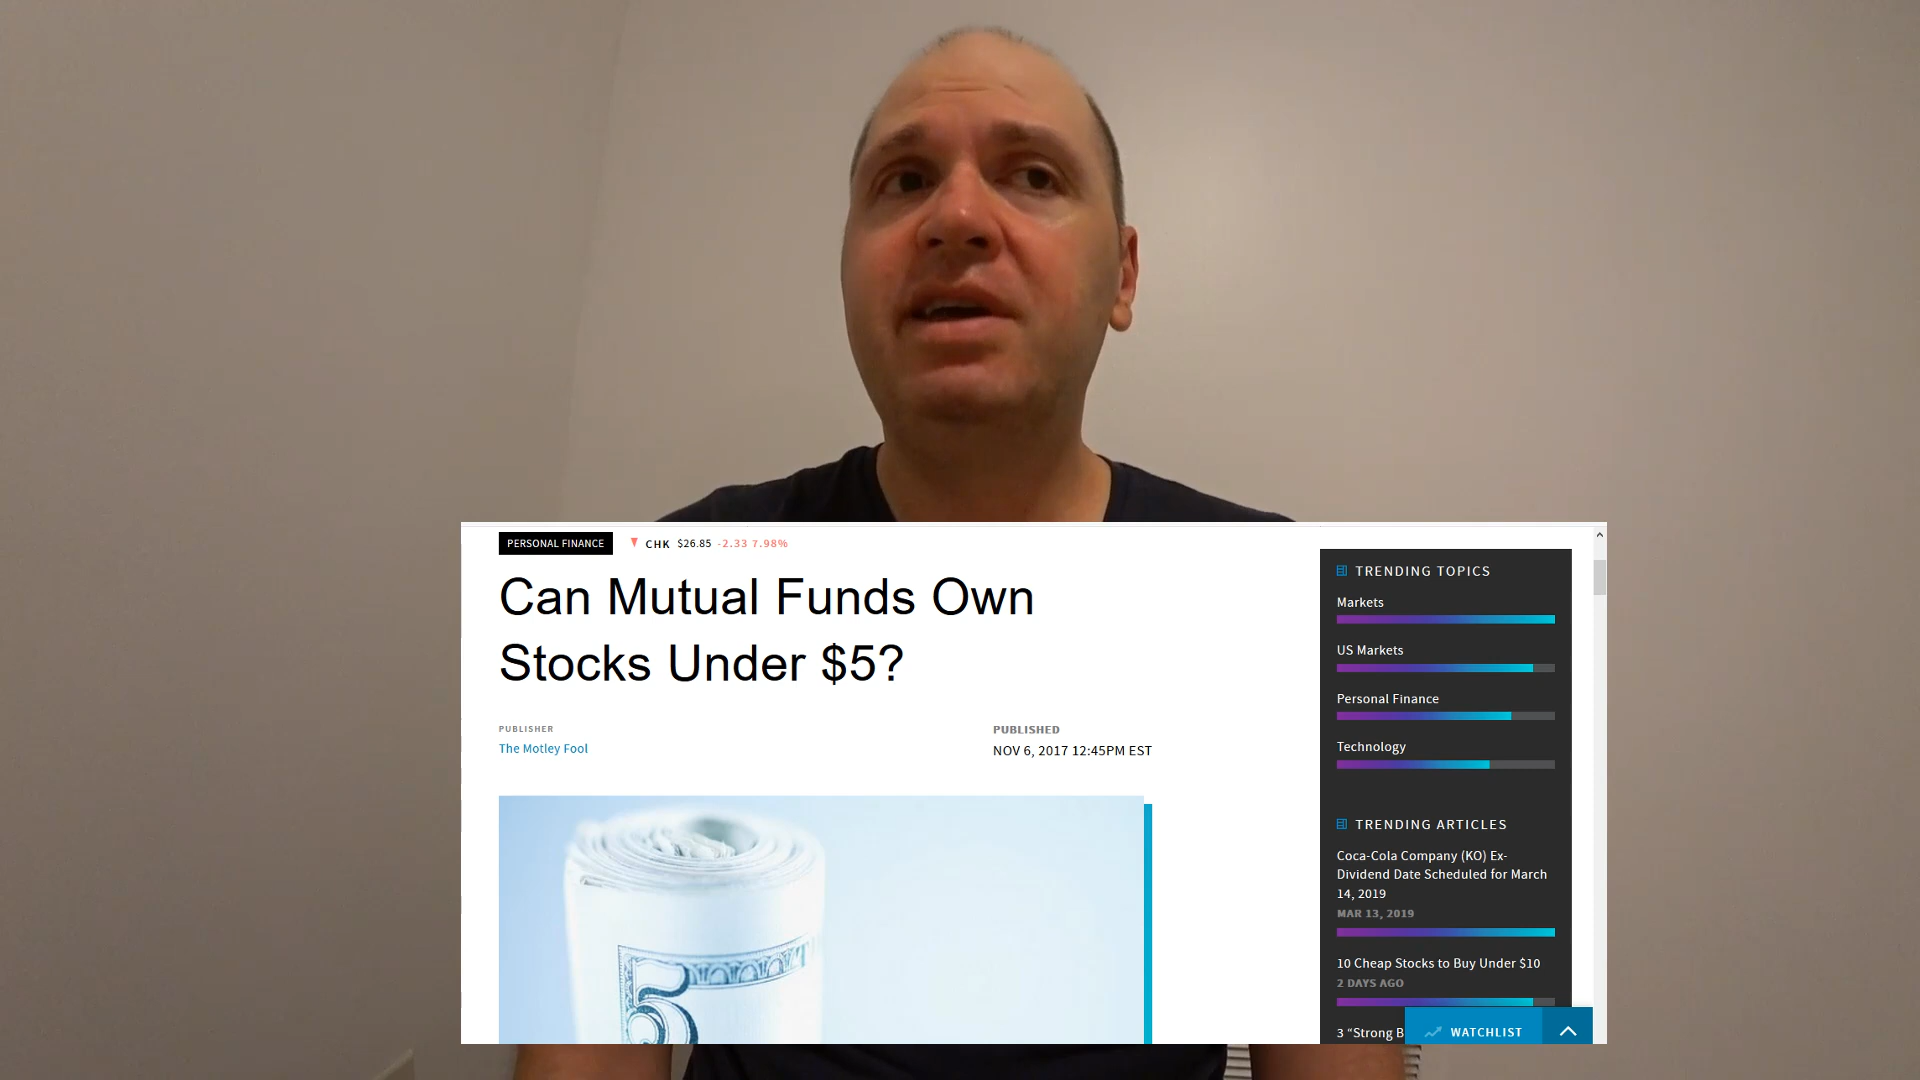 PERSONAL FINANCE CHK $26.85 -2.33 7.98%
Can Mutual Funds Own
Stocks Under $5?
PUBLISHER
The Motley Fool
PUBLISHED
NOV 6, 2017 12:45PM EST
5
TRENDING TOPICS
Markets
US Markets
Personal Finance
Technology
TRENDING ARTICLES
Coca-Cola Company (KO) Ex-
Dividend Date Scheduled for March
14, 2019
MAR 13, 2019
10 Cheap Stocks to Buy Under $10
2 DAYS AGO
3 “Strong B
WATCHLIST